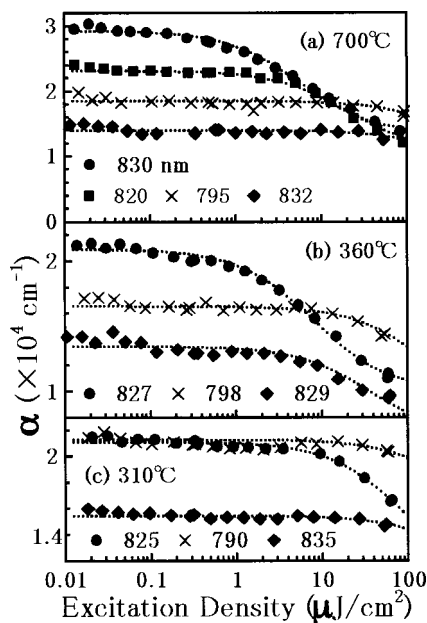 3
(a) 700°C
2
1
● 830 nm
■ 820 × 795 ◆ 832
0
(b) 360°C
2
1
● 827 × 798 ◆ 829
2
(c) 310°C
1.4
● 825 × 790 ◆ 835
α (×10⁴ cm⁻¹)
0.01 0.1 1 10 100
Excitation Density (μJ/cm²)